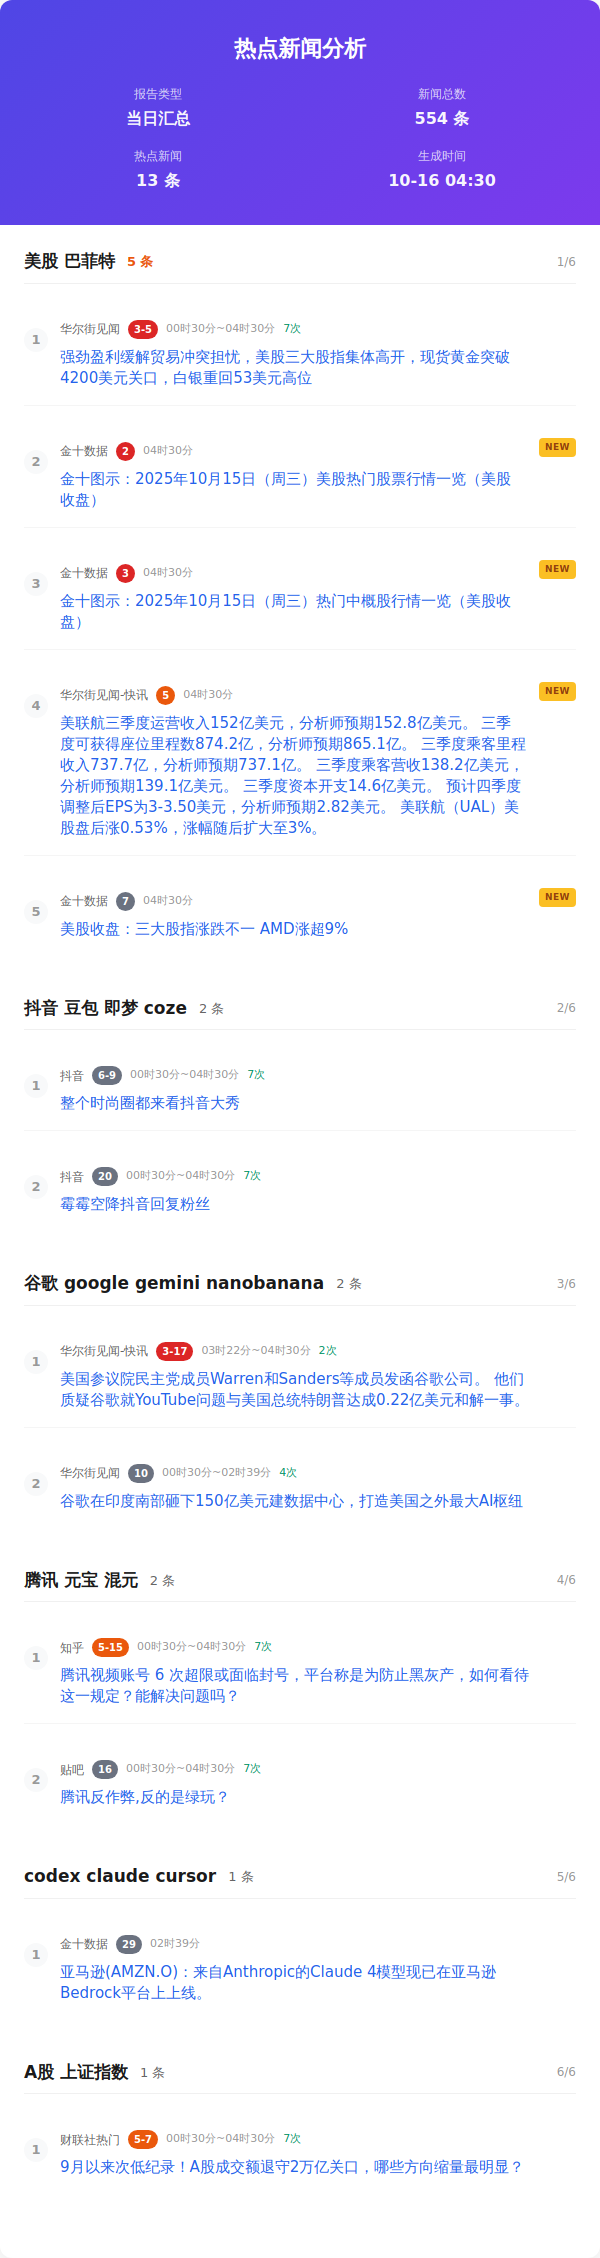 热点新闻分析
报告类型
新闻总数
当日汇总
554 条
热点新闻
生成时间
13 条
10-16 04:30
美股 巴菲特 5 条 1/6
1 华尔街见闻 3-5 00时30分~04时30分 7次
强劲盈利缓解贸易冲突担忧，美股三大股指集体高开，现货黄金突破
4200美元关口，白银重回53美元高位
2 金十数据 2 04时30分 NEW
金十图示：2025年10月15日（周三）美股热门股票行情一览（美股
收盘）
3 金十数据 3 04时30分 NEW
金十图示：2025年10月15日（周三）热门中概股行情一览（美股收
盘）
4 华尔街见闻-快讯 5 04时30分 NEW
美联航三季度运营收入152亿美元，分析师预期152.8亿美元。 三季
度可获得座位里程数874.2亿，分析师预期865.1亿。 三季度乘客里程
收入737.7亿，分析师预期737.1亿。 三季度乘客营收138.2亿美元，
分析师预期139.1亿美元。 三季度资本开支14.6亿美元。 预计四季度
调整后EPS为3-3.50美元，分析师预期2.82美元。 美联航（UAL）美
股盘后涨0.53%，涨幅随后扩大至3%。
5 金十数据 7 04时30分 NEW
美股收盘：三大股指涨跌不一 AMD涨超9%
抖音 豆包 即梦 coze 2 条 2/6
1 抖音 6-9 00时30分~04时30分 7次
整个时尚圈都来看抖音大秀
2 抖音 20 00时30分~04时30分 7次
霉霉空降抖音回复粉丝
谷歌 google gemini nanobanana 2 条 3/6
1 华尔街见闻-快讯 3-17 03时22分~04时30分 2次
美国参议院民主党成员Warren和Sanders等成员发函谷歌公司。 他们
质疑谷歌就YouTube问题与美国总统特朗普达成0.22亿美元和解一事。
2 华尔街见闻 10 00时30分~02时39分 4次
谷歌在印度南部砸下150亿美元建数据中心，打造美国之外最大AI枢纽
腾讯 元宝 混元 2 条 4/6
1 知乎 5-15 00时30分~04时30分 7次
腾讯视频账号 6 次超限或面临封号，平台称是为防止黑灰产，如何看待
这一规定？能解决问题吗？
2 贴吧 16 00时30分~04时30分 7次
腾讯反作弊,反的是绿玩？
codex claude cursor 1 条 5/6
1 金十数据 29 02时39分
亚马逊(AMZN.O)：来自Anthropic的Claude 4模型现已在亚马逊
Bedrock平台上上线。
A股 上证指数 1 条 6/6
1 财联社热门 5-7 00时30分~04时30分 7次
9月以来次低纪录！A股成交额退守2万亿关口，哪些方向缩量最明显？